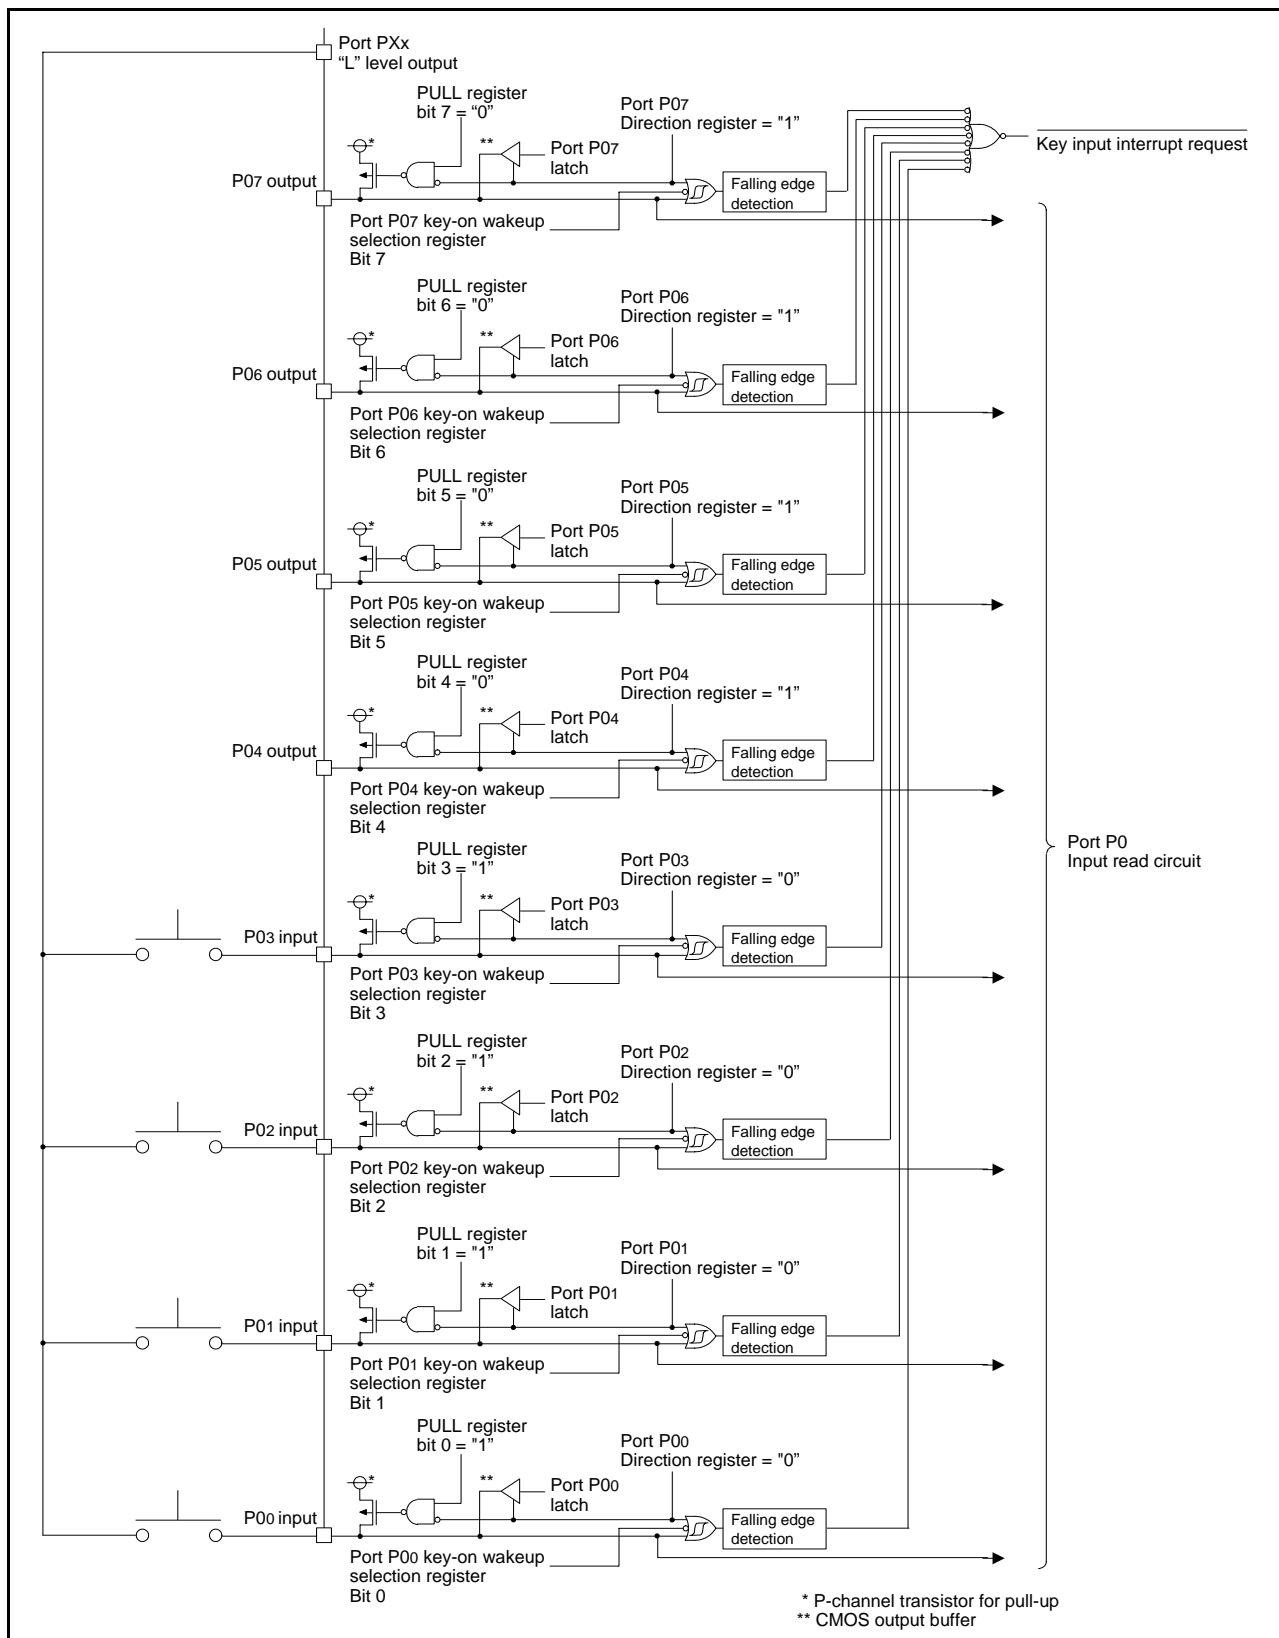 Port PXx
“L” level output
PULL register
bit 7 = “0”
Port P07
Direction register = "1"
*
**
Port P07
latch
Key input interrupt request
P07 output
Falling edge
detection
Port P07 key-on wakeup
selection register
Bit 7
PULL register
bit 6 = "0”
Port P06
Direction register = "1"
*
**
Port P06
latch
P06 output
Falling edge
detection
Port P06 key-on wakeup
selection register
Bit 6
PULL register
bit 5 = "0”
Port P05
Direction register = "1"
*
**
Port P05
latch
P05 output
Falling edge
detection
Port P05 key-on wakeup
selection register
Bit 5
PULL register
bit 4 = "0”
Port P04
Direction register = "1"
*
**
Port P04
latch
P04 output
Falling edge
detection
Port P04 key-on wakeup
selection register
Bit 4
Port P0
Input read circuit
PULL register
bit 3 = "1”
Port P03
Direction register = "0"
*
**
Port P03
latch
P03 input
Falling edge
detection
Port P03 key-on wakeup
selection register
Bit 3
PULL register
bit 2 = "1”
Port P02
Direction register = "0"
*
**
Port P02
latch
P02 input
Falling edge
detection
Port P02 key-on wakeup
selection register
Bit 2
PULL register
bit 1 = "1”
Port P01
Direction register = "0"
*
**
Port P01
latch
P01 input
Falling edge
detection
Port P01 key-on wakeup
selection register
Bit 1
PULL register
bit 0 = "1”
Port P00
Direction register = "0"
*
**
Port P00
latch
P00 input
Falling edge
detection
Port P00 key-on wakeup
selection register
Bit 0
* P-channel transistor for pull-up
** CMOS output buffer